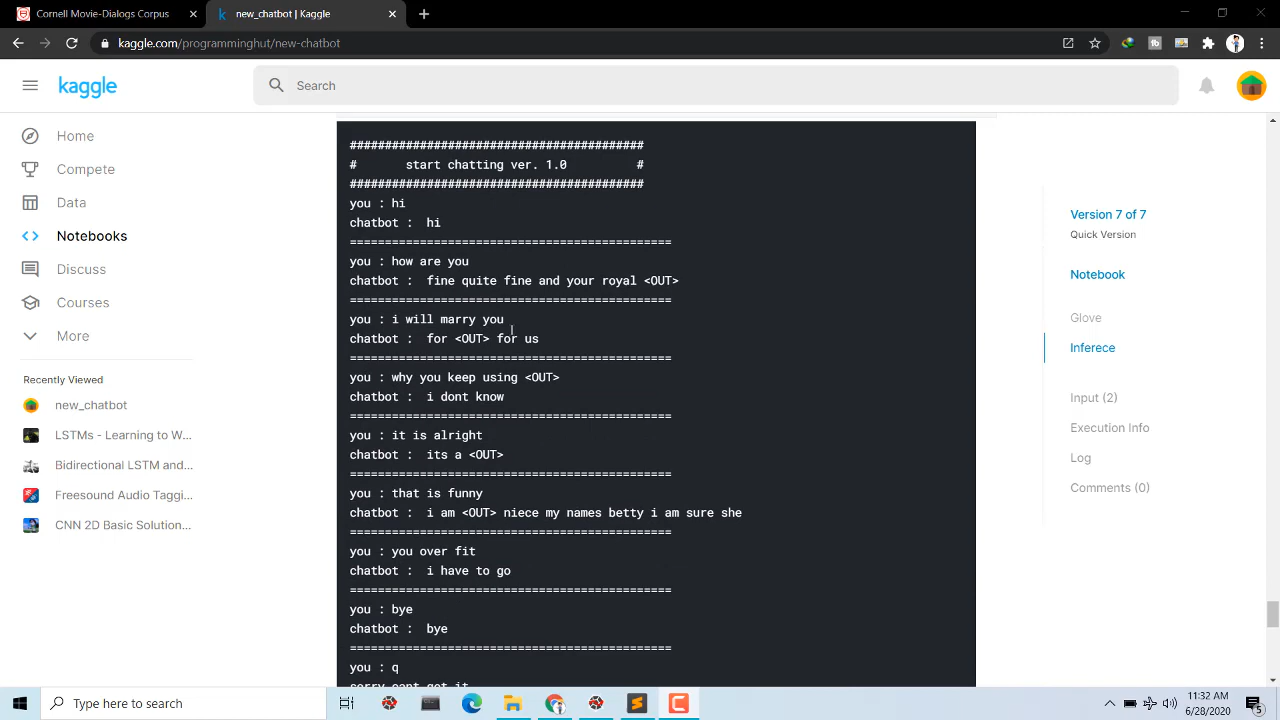 Cornell Movie-Dialogs Corpus
new_chatbot | Kaggle
kaggle.com/programminghut/new-chatbot
kaggle
Search
Home
Compete
Data
Notebooks
Discuss
Courses
More
Recently Viewed
new_chatbot
LSTMs - Learning to W...
Bidirectional LSTM and...
Freesound Audio Taggi...
CNN 2D Basic Solution...
##########################################
# start chatting ver. 1.0 #
##########################################
you : hi
chatbot : hi
==============================================
you : how are you
chatbot : fine quite fine and your royal <OUT>
==============================================
you : i will marry you
chatbot : for <OUT> for us
==============================================
you : why you keep using <OUT>
chatbot : i dont know
==============================================
you : it is alright
chatbot : its a <OUT>
==============================================
you : that is funny
chatbot : i am <OUT> niece my names betty i am sure she
==============================================
you : you over fit
chatbot : i have to go
==============================================
you : bye
chatbot : bye
==============================================
you : q
sorry cant get it
Version 7 of 7
Quick Version
Notebook
Glove
Inferece
Input (2)
Execution Info
Log
Comments (0)
Type here to search
11:32 AM
6/28/2020
5